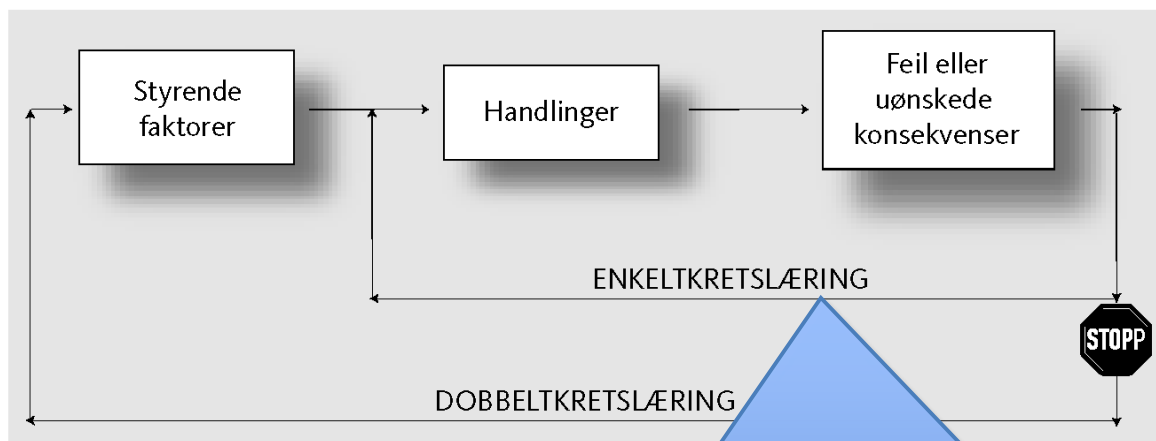 Styrende
faktorer
Handlinger
Feil eller
uønskede
konsekvenser
ENKELTKRETSLÆRING
STOPP
DOBBELTKRETSLÆRING